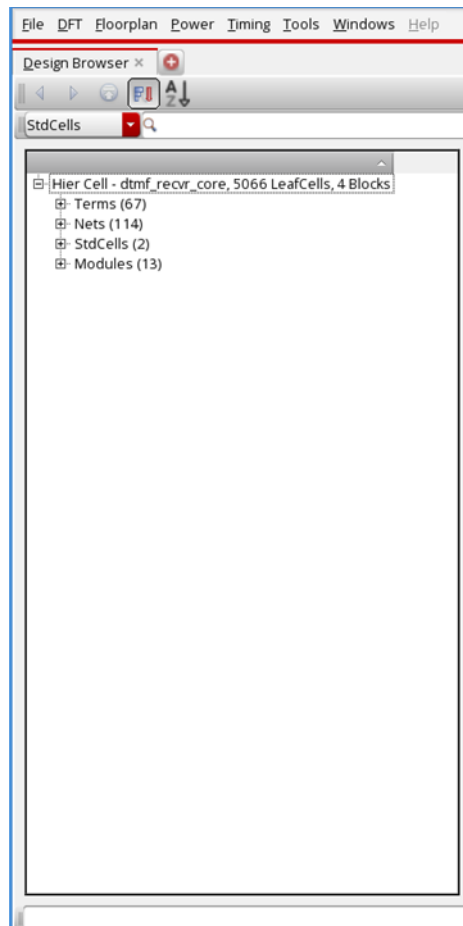 File DFT Floorplan Power Timing Tools Windows Help
Design Browser
StdCells
Hier Cell - dtmf_recvr_core, 5066 LeafCells, 4 Blocks
Terms (67)
Nets (114)
StdCells (2)
Modules (13)